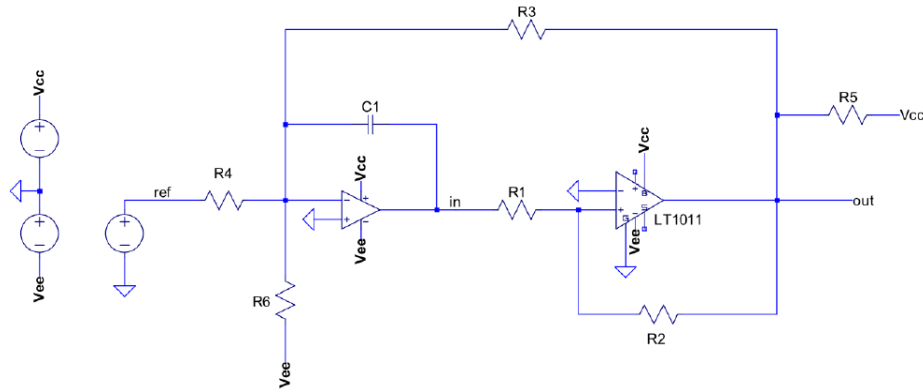 R3
Vcc
C1
R5
Vcc
Vcc
Vcc
ref
R4
in
R1
out
LT1011
Vee
Vee
Vee
R6
R2
Vee